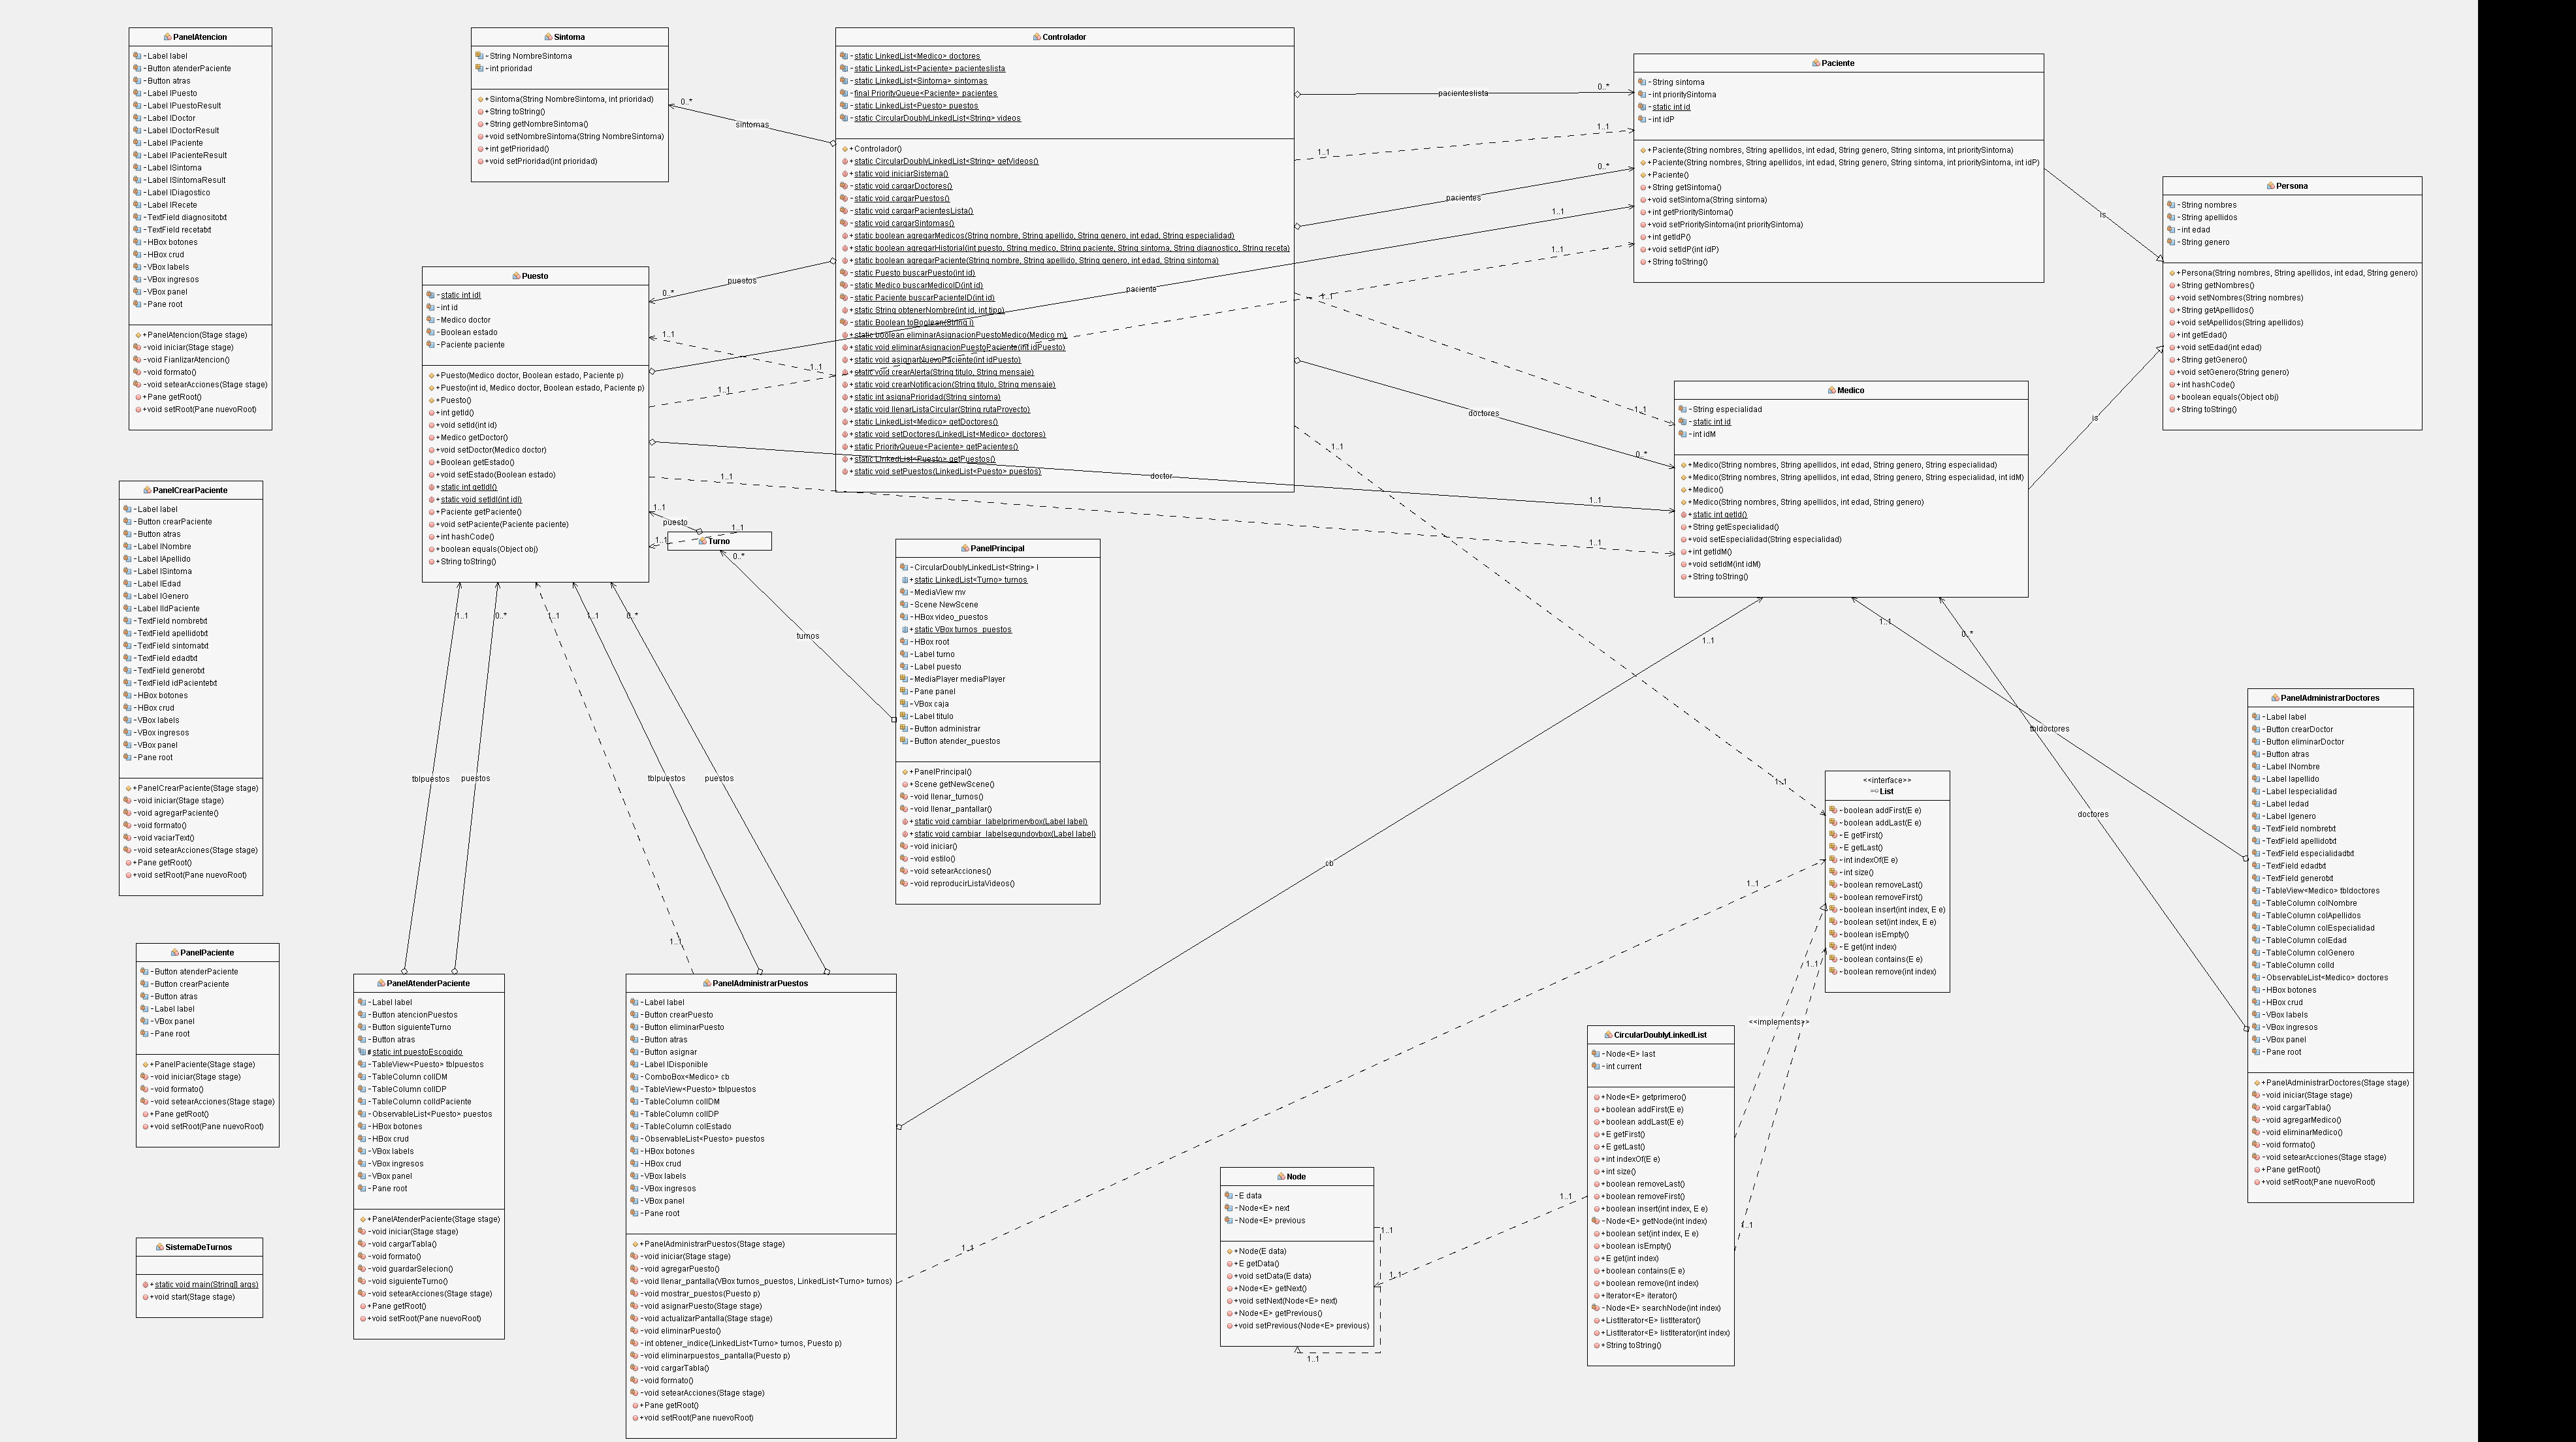 PanelAtencion
-Label label
-Button atenderPaciente
-Button atras
-Label lPuesto
-Label lPuestoResult
-Label lDoctor
-Label lDoctorResult
-Label lPaciente
-Label lPacienteResult
-Label lSintoma
-Label lSintomaResult
-Label lDiagostico
-Label lRecete
-TextField diagnsitotxt
-TextField recetatxt
-HBox botones
-HBox crud
-VBox labels
-VBox ingresos
-VBox panel
-Pane root
+PanelAtencion(Stage stage)
-void iniciar(Stage stage)
-void FianlizarAtencion()
-void formato()
-void setearAcciones(Stage stage)
+Pane getRoot()
+void setRoot(Pane nuevoRoot)
Sintoma
-String NombreSintoma
-int prioridad
+Sintoma(String NombreSintoma, int prioridad)
+String toString()
+String getNombreSintoma()
+void setNombreSintoma(String NombreSintoma)
+int getPrioridad()
+void setPrioridad(int prioridad)
Controlador
-static LinkedList<Medico> doctores
-static LinkedList<Paciente> pacienteslista
-static LinkedList<Sintoma> sintomas
-final PriorityQueue<Paciente> pacientes
-static LinkedList<Puesto> puestos
-static CircularDoublyLinkedList<String> videos
+Controlador()
+static CircularDoublyLinkedList<String> getVideos()
+static void iniciarSistema()
-static void cargarDoctores()
-static void cargarPuestos()
-static void cargarPacientesLista()
-static void cargarSintomas()
+static boolean agregarMedicos(String nombre, String apellido, String genero, int edad, String especialidad)
+static boolean agregarHistorial(int puesto, String medico, String paciente, String sintoma, String diagnostico, String receta)
+static boolean agregarPaciente(String nombre, String apellido, String genero, int edad, String sintoma)
-static Puesto buscarPuesto(int id)
-static Medico buscarMedicoID(int id)
-static Paciente buscarPacienteID(int id)
+static String obtenerNombre(int id, int tipo)
-static Boolean toBoolean(String i)
+static boolean eliminarAsignacionPuestoMedico(Medico m)
+static void eliminarAsignacionPuestoPaciente(int idPuesto)
+static void asignarNuevoPaciente(int idPuesto)
+static void crearAlerta(String titulo, String mensaje)
+static void crearNotificacion(String titulo, String mensaje)
+static int asignaPrioridad(String sintoma)
+static void llenarListaCircular(String rutaProyecto)
+static LinkedList<Medico> getDoctores()
+static void setDoctores(LinkedList<Medico> doctores)
+static PriorityQueue<Paciente> getPacientes()
+static LinkedList<Puesto> getPuestos()
+static void setPuestos(LinkedList<Puesto> puestos)
Paciente
-String sintoma
-int prioritySintoma
-static int id
-int idP
+Paciente(String nombres, String apellidos, int edad, String genero, String sintoma, int prioritySintoma)
+Paciente(String nombres, String apellidos, int edad, String genero, String sintoma, int prioritySintoma, int idP)
+Paciente()
+String getSintoma()
+void setSintoma(String sintoma)
+int getPrioritySintoma()
+void setPrioritySintoma(int prioritySintoma)
+int getIdP()
+void setIdP(int idP)
+String toString()
Persona
-String nombres
-String apellidos
-int edad
-String genero
+Persona(String nombres, String apellidos, int edad, String genero)
+String getNombres()
+void setNombres(String nombres)
+String getApellidos()
+void setApellidos(String apellidos)
+int getEdad()
+void setEdad(int edad)
+String getGenero()
+void setGenero(String genero)
+int hashCode()
+boolean equals(Object obj)
+String toString()
Puesto
-static int idI
-int id
-Medico doctor
-Boolean estado
-Paciente paciente
+Puesto(Medico doctor, Boolean estado, Paciente p)
+Puesto(int id, Medico doctor, Boolean estado, Paciente p)
+Puesto()
+int getId()
+void setId(int id)
+Medico getDoctor()
+void setDoctor(Medico doctor)
+Boolean getEstado()
+void setEstado(Boolean estado)
+static int getIdI()
+static void setIdI(int idI)
+Paciente getPaciente()
+void setPaciente(Paciente paciente)
+int hashCode()
+boolean equals(Object obj)
+String toString()
Turno
Medico
-String especialidad
-static int id
-int idM
+Medico(String nombres, String apellidos, int edad, String genero, String especialidad)
+Medico(String nombres, String apellidos, int edad, String genero, String especialidad, int idM)
+Medico()
+Medico(String nombres, String apellidos, int edad, String genero)
+static int getId()
+String getEspecialidad()
+void setEspecialidad(String especialidad)
+int getIdM()
+void setIdM(int idM)
+String toString()
PanelCrearPaciente
-Label label
-Button crearPaciente
-Button atras
-Label lNombre
-Label lApellido
-Label lSintoma
-Label lEdad
-Label lGenero
-Label lIdPaciente
-TextField nombretxt
-TextField apellidotxt
-TextField sintomatxt
-TextField edadtxt
-TextField generotxt
-TextField idPacientetxt
-HBox botones
-HBox crud
-VBox labels
-VBox ingresos
-VBox panel
-Pane root
+PanelCrearPaciente(Stage stage)
-void iniciar(Stage stage)
-void agregarPaciente()
-void formato()
-void vaciarText()
-void setearAcciones(Stage stage)
+Pane getRoot()
+void setRoot(Pane nuevoRoot)
PanelPrincipal
-CircularDoublyLinkedList<String> l
+static LinkedList<Turno> turnos
-MediaView mv
-Scene NewScene
-HBox video_puestos
+static VBox turnos_puestos
-HBox root
-Label turno
-Label puesto
-MediaPlayer mediaPlayer
-Pane panel
-VBox caja
-Label titulo
-Button administrar
-Button atender_puestos
+PanelPrincipal()
+Scene getNewScene()
-void llenar_turnos()
-void llenar_pantallar()
+static void cambiar_labelprimervbox(Label label)
+static void cambiar_labelsegundovbox(Label label)
-void iniciar()
-void estilo()
-void setearAcciones()
-void reproducirListaVideos()
PanelAdministrarDoctores
-Label label
-Button crearDoctor
-Button eliminarDoctor
-Button atras
-Label lNombre
-Label lapellido
-Label lespecialidad
-Label ledad
-Label lgenero
-TextField nombretxt
-TextField apellidotxt
-TextField especialidadtxt
-TextField edadtxt
-TextField generotxt
-TableView<Medico> tbldoctores
-TableColumn colNombre
-TableColumn colApellidos
-TableColumn colEspecialidad
-TableColumn colEdad
-TableColumn colGenero
-TableColumn colId
-ObservableList<Medico> doctores
-HBox botones
-HBox crud
-VBox labels
-VBox ingresos
-VBox panel
-Pane root
+PanelAdministrarDoctores(Stage stage)
-void iniciar(Stage stage)
-void cargarTabla()
-void agregarMedico()
-void eliminarMedico()
-void formato()
-void setearAcciones(Stage stage)
+Pane getRoot()
+void setRoot(Pane nuevoRoot)
<<interface>>
List
~boolean addFirst(E e)
~boolean addLast(E e)
~E getFirst()
~E getLast()
~int indexOf(E e)
~int size()
~boolean removeLast()
~boolean removeFirst()
~boolean insert(int index, E e)
~boolean set(int index, E e)
~boolean isEmpty()
~E get(int index)
~boolean contains(E e)
~boolean remove(int index)
PanelPaciente
-Button atenderPaciente
-Button crearPaciente
-Button atras
-Label label
-VBox panel
-Pane root
+PanelPaciente(Stage stage)
-void iniciar(Stage stage)
-void formato()
-void setearAcciones(Stage stage)
+Pane getRoot()
+void setRoot(Pane nuevoRoot)
PanelAtenderPaciente
-Label label
-Button atencionPuestos
-Button siguienteTurno
-Button atras
#static int puestoEscogido
-TableView<Puesto> tblpuestos
-TableColumn colIDM
-TableColumn colIDP
-TableColumn colIdPaciente
-ObservableList<Puesto> puestos
-HBox botones
-HBox crud
-VBox labels
-VBox ingresos
-VBox panel
-Pane root
+PanelAtenderPaciente(Stage stage)
-void iniciar(Stage stage)
-void cargarTabla()
-void formato()
-void guardarSelecion()
-void siguienteTurno()
-void setearAcciones(Stage stage)
+Pane getRoot()
+void setRoot(Pane nuevoRoot)
PanelAdministrarPuestos
-Label label
-Button crearPuesto
-Button eliminarPuesto
-Button atras
-Button asignar
-Label lDisponible
-ComboBox<Medico> cb
-TableView<Puesto> tblpuestos
-TableColumn colIDM
-TableColumn colIDP
-TableColumn colEstado
-ObservableList<Puesto> puestos
-HBox botones
-HBox crud
-VBox labels
-VBox ingresos
-VBox panel
-Pane root
+PanelAdministrarPuestos(Stage stage)
-void iniciar(Stage stage)
-void agregarPuesto()
-void llenar_pantalla(VBox turnos_puestos, LinkedList<Turno> turnos)
-void mostrar_puestos(Puesto p)
-void asignarPuesto(Stage stage)
-void actualizarPantalla(Stage stage)
-void eliminarPuesto()
-int obtener_indice(LinkedList<Turno> turnos, Puesto p)
-void eliminarpuestos_pantalla(Puesto p)
-void cargarTabla()
-void formato()
-void setearAcciones(Stage stage)
+Pane getRoot()
+void setRoot(Pane nuevoRoot)
CircularDoublyLinkedList
-Node<E> last
-int current
+Node<E> getprimero()
+boolean addFirst(E e)
+boolean addLast(E e)
+E getFirst()
+E getLast()
+int indexOf(E e)
+int size()
+boolean removeLast()
+boolean removeFirst()
+boolean insert(int index, E e)
-Node<E> getNode(int index)
+boolean set(int index, E e)
+boolean isEmpty()
+E get(int index)
+boolean contains(E e)
+boolean remove(int index)
+Iterator<E> iterator()
-Node<E> searchNode(int index)
+ListIterator<E> listIterator()
+ListIterator<E> listIterator(int index)
+String toString()
Node
-E data
-Node<E> next
-Node<E> previous
+Node(E data)
+E getData()
+void setData(E data)
+Node<E> getNext()
+void setNext(Node<E> next)
+Node<E> getPrevious()
+void setPrevious(Node<E> previous)
SistemaDeTurnos
+static void main(String[] args)
+void start(Stage stage)
0..*
sintomas
pacienteslista
0..*
1..1
0..*
pacientes
1..1
1..1
is
puestos
0..*
paciente
1..1
1..1
1..1
1..1
1..1
doctores
0..*
is
1..1
1..1
doctor
1..1
1..1
puesto
1..1
1..1
1..1
0..*
turnos
1..1
0..*
1..1
1..1
0..*
tblpuestos
puestos
tblpuestos
puestos
1..1
1..1
1..1
0..*
tbldoctores
doctores
cb
1..1
1..1
1..1
<<implements>>
1..1
1..1
1..1
1..1
1..1
1..1
1..1